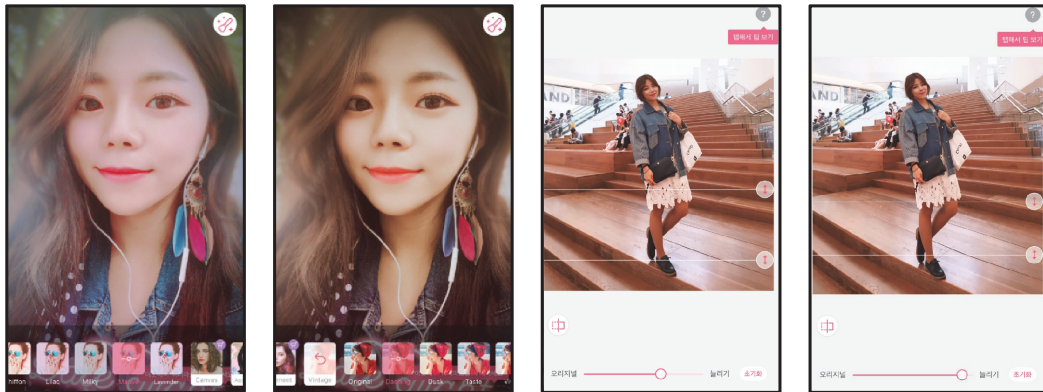 hiffon Lilac Milky Lavender Canvas
Vintage Original Dusk Taste
?
탭해서 팁 보기
AND
오리지널 늘리기 초기화
?
탭해서 팁 보기
AND
오리지널 늘리기 초기화